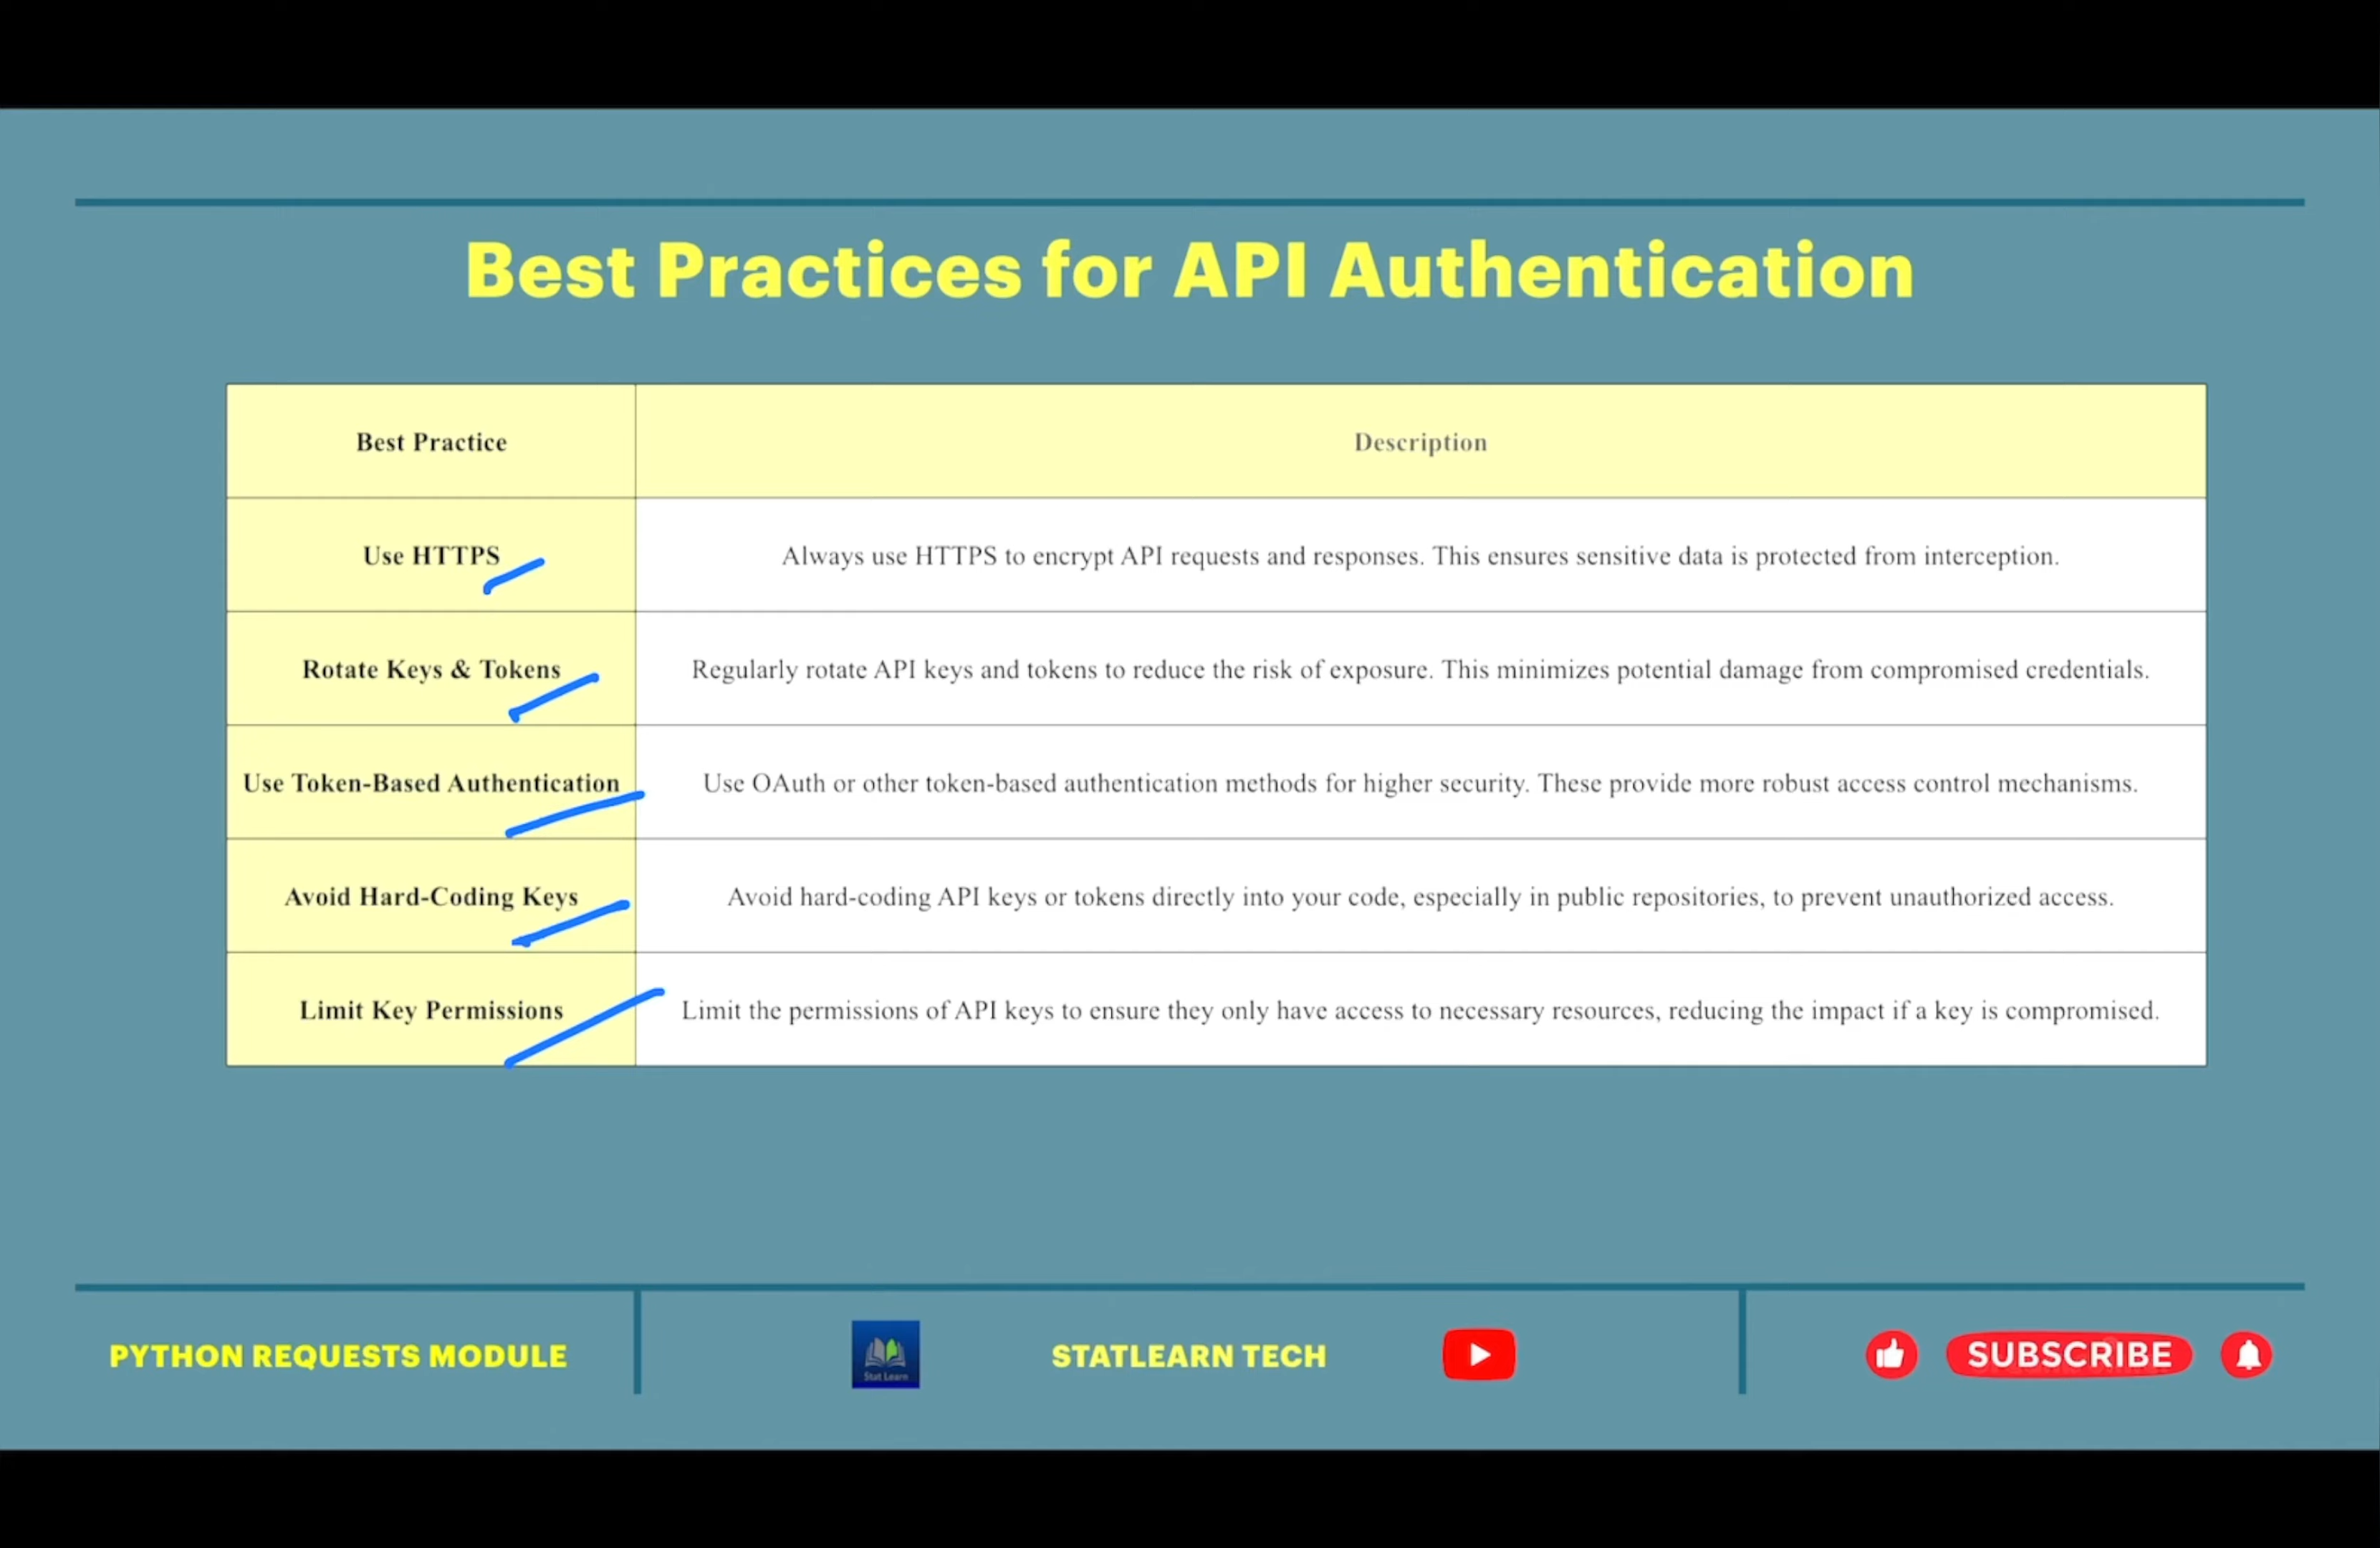 Best Practices for API Authentication
Best Practice
Description
Use HTTPS
Always use HTTPS to encrypt API requests and responses. This ensures sensitive data is protected from interception.
Rotate Keys & Tokens
Regularly rotate API keys and tokens to reduce the risk of exposure. This minimizes potential damage from compromised credentials.
Use Token-Based Authentication
Use OAuth or other token-based authentication methods for higher security. These provide more robust access control mechanisms.
Avoid Hard-Coding Keys
Avoid hard-coding API keys or tokens directly into your code, especially in public repositories, to prevent unauthorized access.
Limit Key Permissions
Limit the permissions of API keys to ensure they only have access to necessary resources, reducing the impact if a key is compromised.
PYTHON REQUESTS MODULE
Stat Learn
STATLEARN TECH
SUBSCRIBE